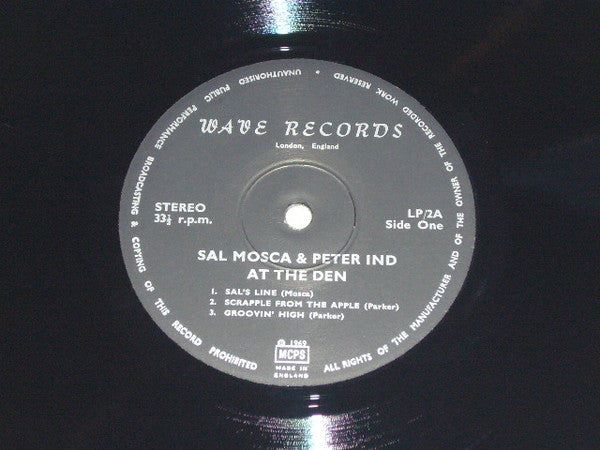 ALL RIGHTS OF THE MANUFACTURER AND OF THE OWNER OF THE RECORDED WORK RESERVED * UNAUTHORISED PUBLIC PERFORMANCE BROADCASTING & COPYING OF THIS RECORD PROHIBITED
WAVE RECORDS
London, England
STEREO
33⅓ r.p.m.
LP/2A
Side One
SAL MOSCA & PETER IND
AT THE DEN
1. SAL'S LINE (Mosca)
2. SCRAPPLE FROM THE APPLE (Parker)
3. GROOVIN' HIGH (Parker)
℗ 1969
MCPS
MADE IN
ENGLAND